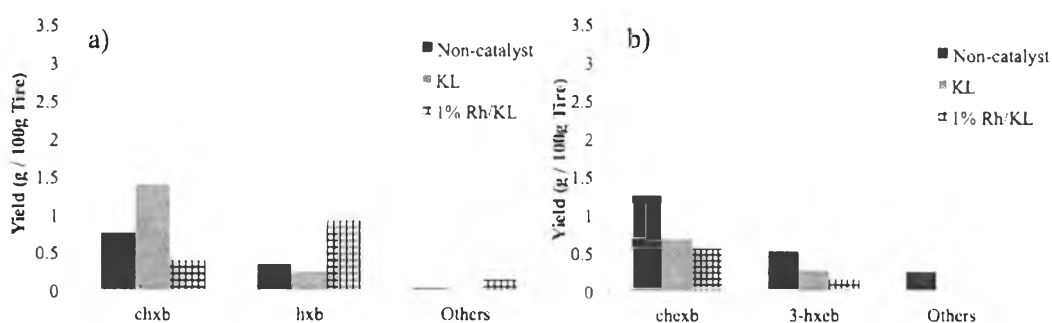 a)
Yield (g / 100g Tire)
3.5
3
2.5
2
1.5
1
0.5
0
Non-catalyst
KL
1% Rh/KL
chxb hxb Others
b)
Yield (g / 100g Tire)
3.5
3
2.5
2
1.5
1
0.5
0
Non-catalyst
KL
1% Rh/KL
chexb 3-hxeb Others